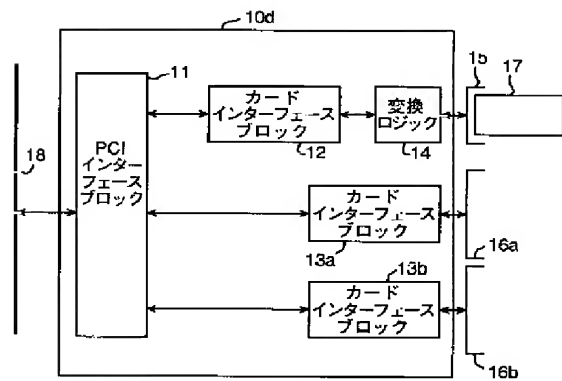 10d
11
PCI
インター
フェース
ブロック
18
カード
インターフェース
ブロック
12
変換
ロジック
14
15
17
カード
インターフェース
ブロック
13a
16a
13b
カード
インターフェース
ブロック
16b